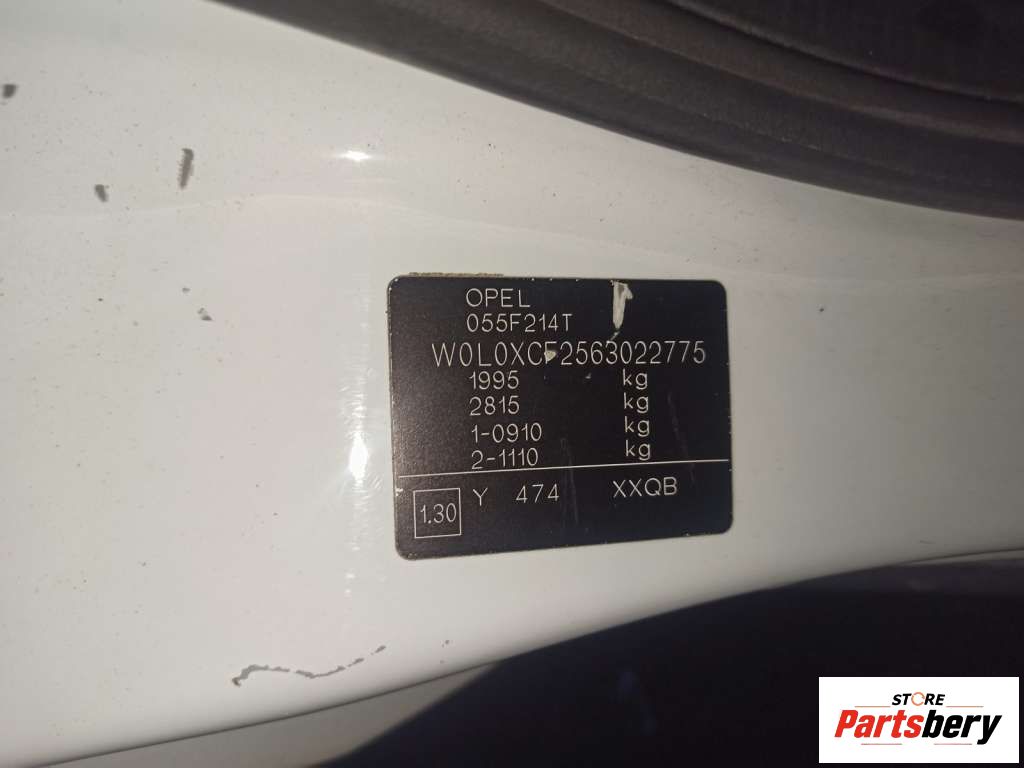 OPEL
055F214T
W0L0XCF2563022775
1995 kg
2815 kg
1-0910 kg
2-1110 kg
1.30 Y 474 XXQB
STORE
Partsbery